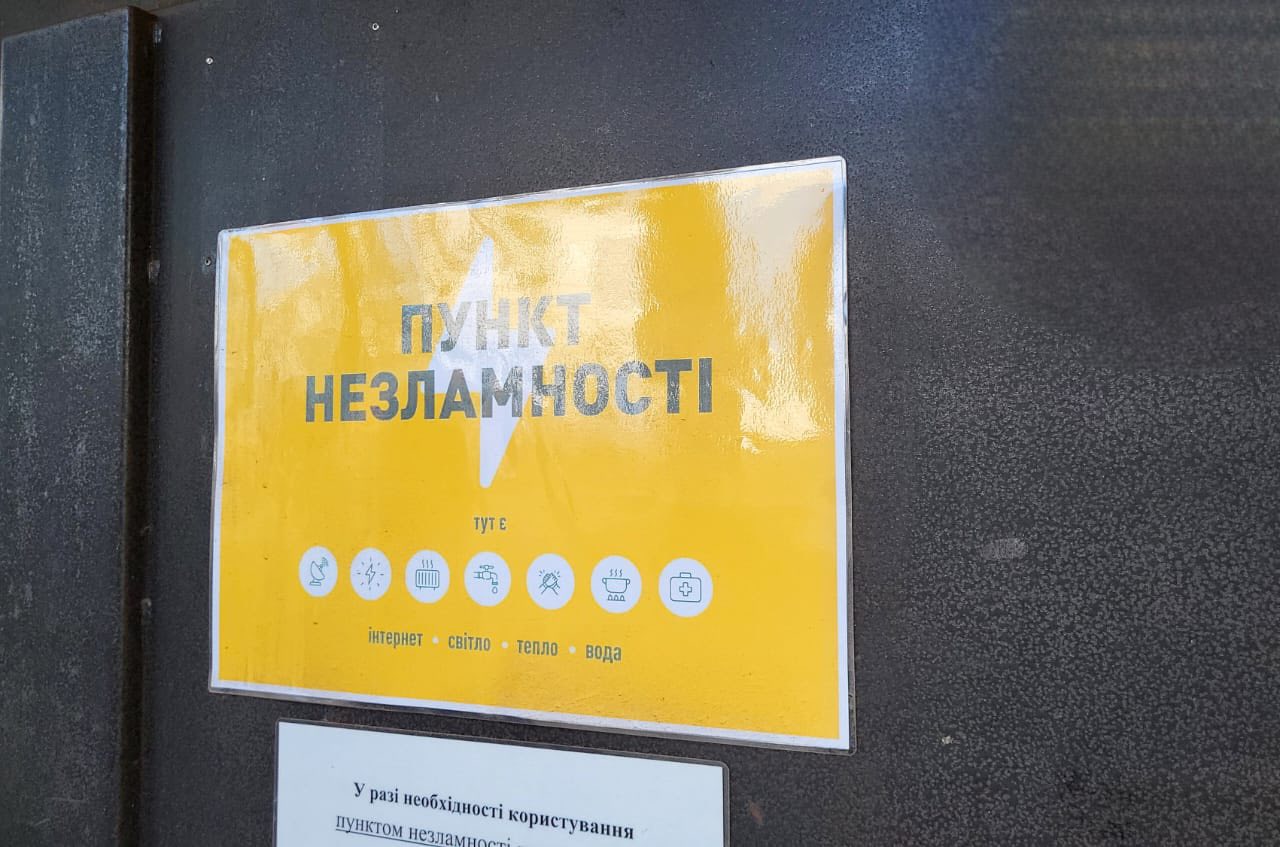 ПУНКТ
НЕЗЛАМНОСТІ
тут є
інтернет • світло • тепло • вода
У разі необхідності користування
пунктом незламності